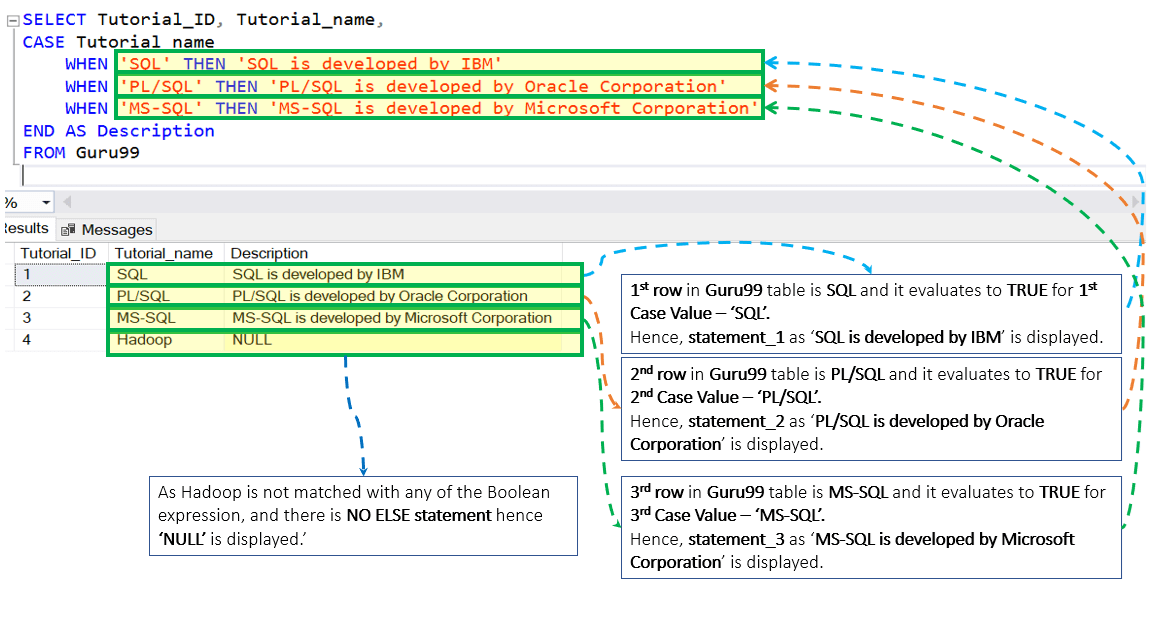 SELECT Tutorial_ID, Tutorial_name,
CASE Tutorial_name
WHEN 'SQL' THEN 'SQL is developed by IBM'
WHEN 'PL/SQL' THEN 'PL/SQL is developed by Oracle Corporation'
WHEN 'MS-SQL' THEN 'MS-SQL is developed by Microsoft Corporation'
END AS Description
FROM Guru99
%
Results Messages
Tutorial_ID Tutorial_name Description
1 SQL SQL is developed by IBM
2 PL/SQL PL/SQL is developed by Oracle Corporation
3 MS-SQL MS-SQL is developed by Microsoft Corporation
4 Hadoop NULL
1st row in Guru99 table is SQL and it evaluates to TRUE for 1st
Case Value – ‘SQL’.
Hence, statement_1 as ‘SQL is developed by IBM’ is displayed.
2nd row in Guru99 table is PL/SQL and it evaluates to TRUE for
2nd Case Value – ‘PL/SQL’.
Hence, statement_2 as ‘PL/SQL is developed by Oracle
Corporation’ is displayed.
As Hadoop is not matched with any of the Boolean
expression, and there is NO ELSE statement hence
‘NULL’ is displayed.’
3rd row in Guru99 table is MS-SQL and it evaluates to TRUE for
3rd Case Value – ‘MS-SQL’.
Hence, statement_3 as ‘MS-SQL is developed by Microsoft
Corporation’ is displayed.